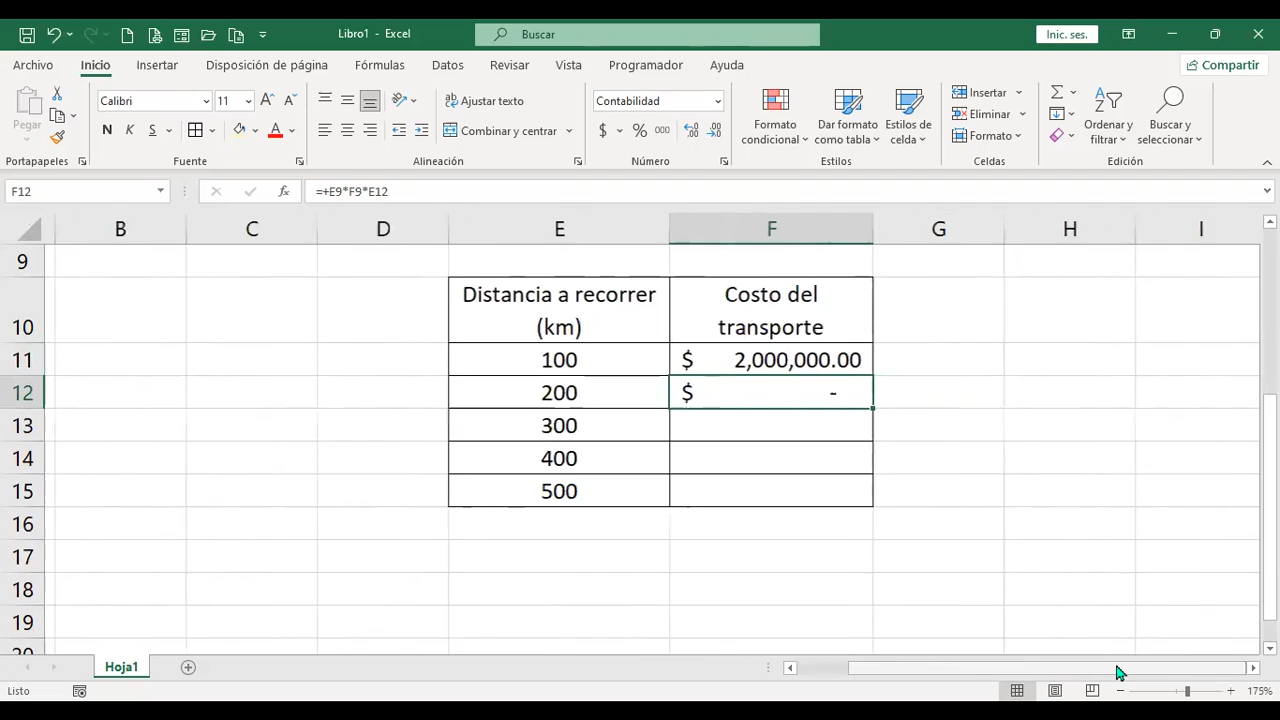 Libro1 - Excel
Buscar
Inic. ses.
Archivo Inicio Insertar Disposición de página Fórmulas Datos Revisar Vista Programador Ayuda Compartir
Pegar
Portapapeles
Calibri 11
N K S A
Fuente
Ajustar texto
Combinar y centrar
Alineación
Contabilidad
$ % 000
Número
Formato condicional
Dar formato como tabla
Estilos de celda
Estilos
Insertar
Eliminar
Formato
Celdas
Ordenar y filtrar
Buscar y seleccionar
Edición
F12 fx =+E9*F9*E12
B C D E F G H I
9
10 Distancia a recorrer (km) Costo del transporte
11 100 $ 2,000,000.00
12 200 $ -
13 300
14 400
15 500
16
17
18
19
20
Hoja1
Listo 175%